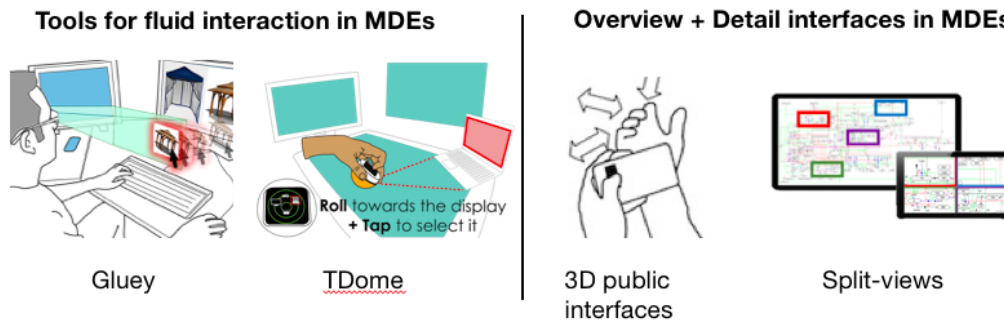 Tools for fluid interaction in MDEs
Overview + Detail interfaces in MDEs
Roll towards the display
+ Tap to select it
Gluey
TDome
3D public
interfaces
Split-views